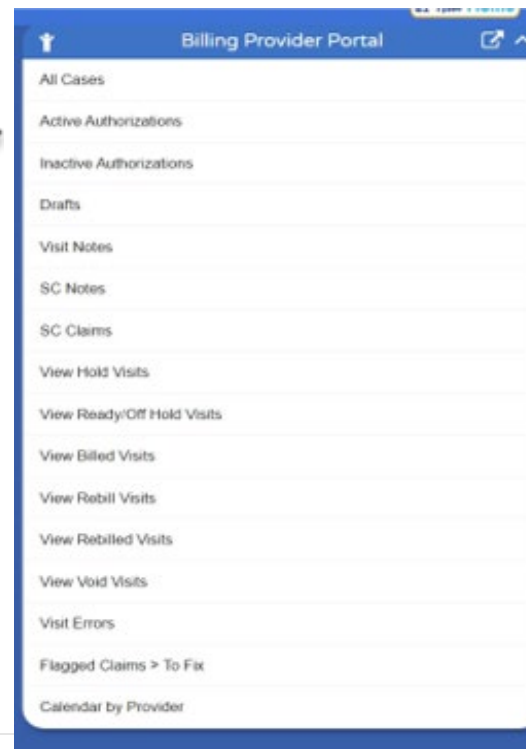 Billing Provider Portal
All Cases
Active Authorizations
Inactive Authorizations
Drafts
Visit Notes
SC Notes
SC Claims
View Hold Visits
View Ready/Off Hold Visits
View Billed Visits
View Rebill Visits
View Rebilled Visits
View Void Visits
Visit Errors
Flagged Claims > To Fix
Calendar by Provider